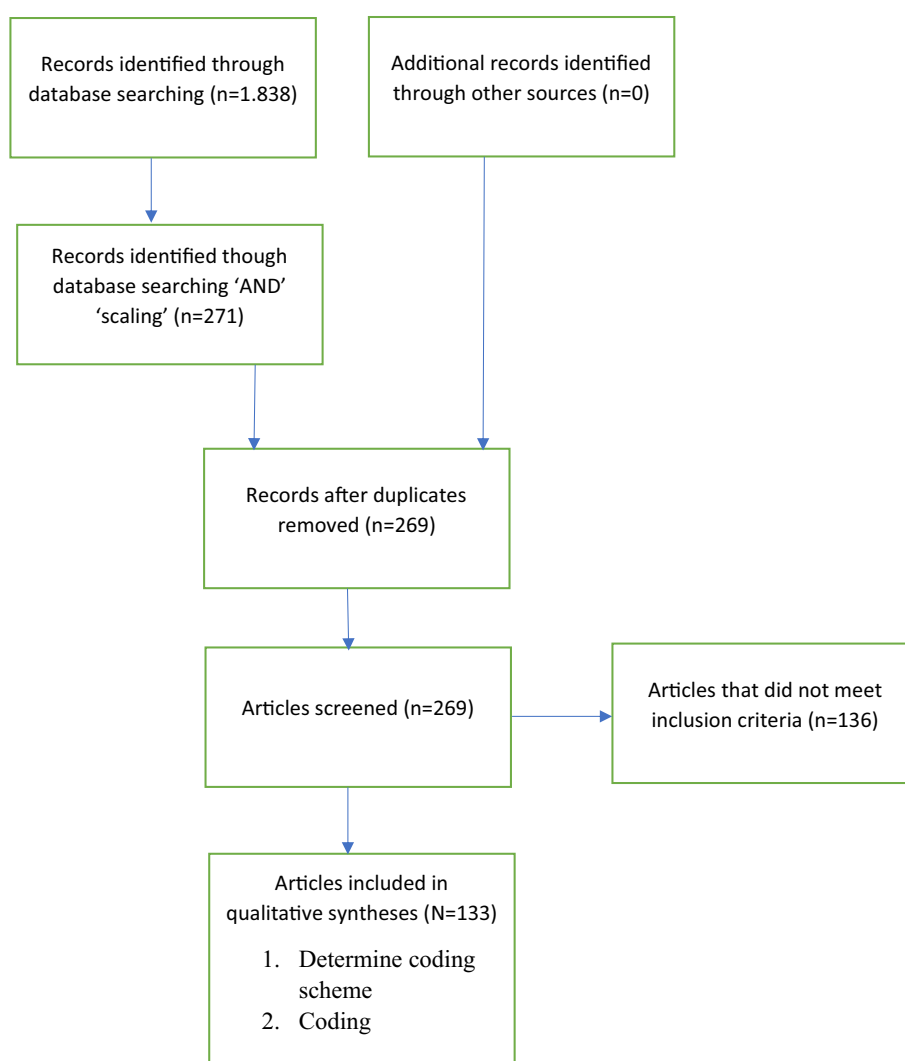 Records identified through
database searching (n=1.838)
Additional records identified
through other sources (n=0)
Records identified though
database searching ‘AND’
‘scaling’ (n=271)
Records after duplicates
removed (n=269)
Articles screened (n=269)
Articles that did not meet
inclusion criteria (n=136)
Articles included in
qualitative syntheses (N=133)
1. Determine coding
scheme
2. Coding